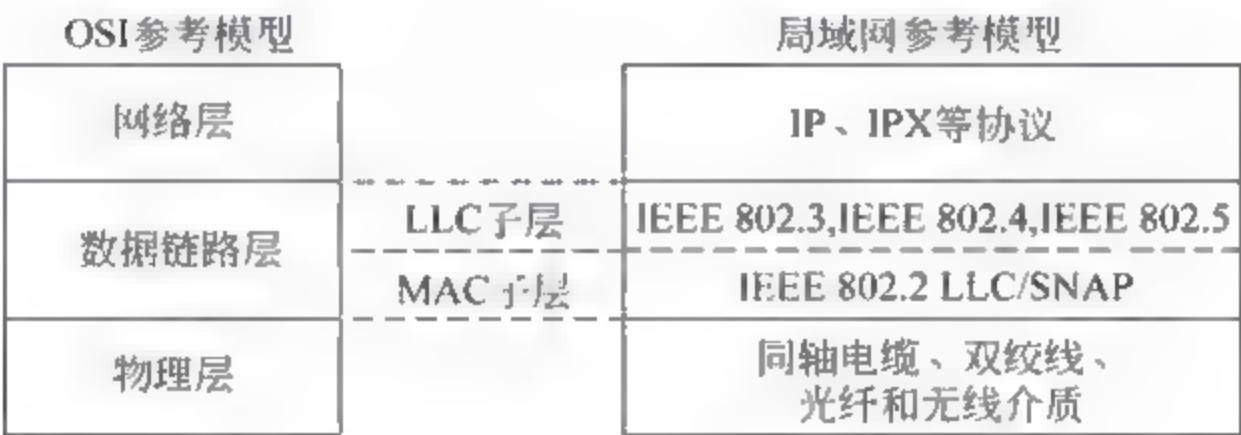 OSI参考模型
局域网参考模型
网络层
IP、IPX等协议
数据链路层
LLC子层
IEEE 802.3,IEEE 802.4,IEEE 802.5
MAC子层
IEEE 802.2 LLC/SNAP
物理层
同轴电缆、双绞线、
光纤和无线介质